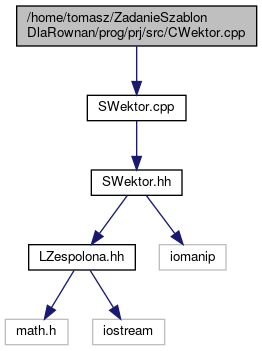 /home/tomasz/ZadanieSzablon
DlaRownan/prog/prj/src/CWektor.cpp
SWektor.cpp
SWektor.hh
LZespolona.hh
iomanip
math.h
iostream